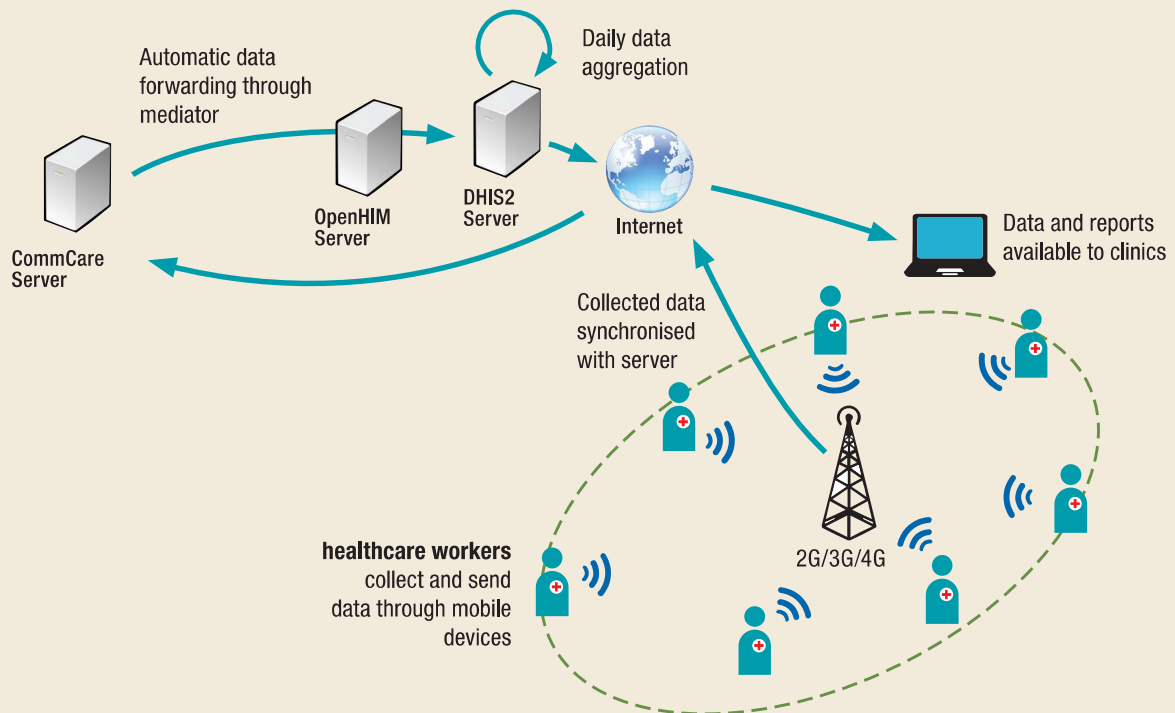 Automatic data
forwarding through
mediator
Daily data
aggregation
CommCare
Server
OpenHIM
Server
DHIS2
Server
Internet
Data and reports
available to clinics
Collected data
synchronised
with server
healthcare workers
collect and send
data through mobile
devices
2G/3G/4G